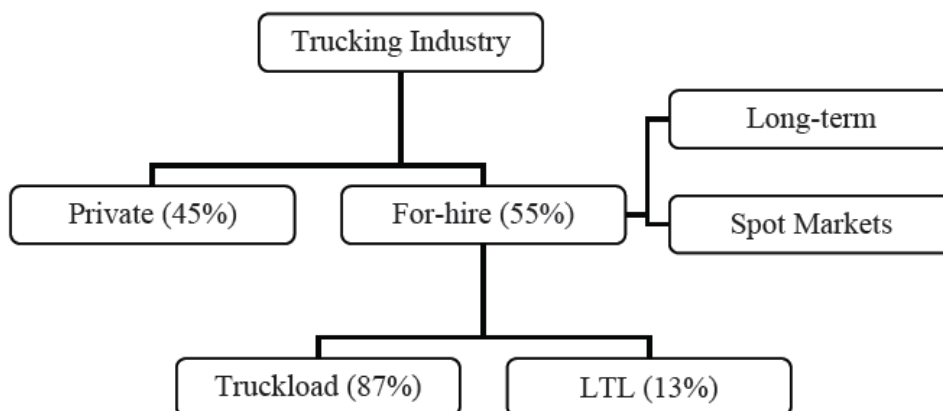 Trucking Industry
Long-term
Private (45%)
For-hire (55%)
Spot Markets
Truckload (87%)
LTL (13%)